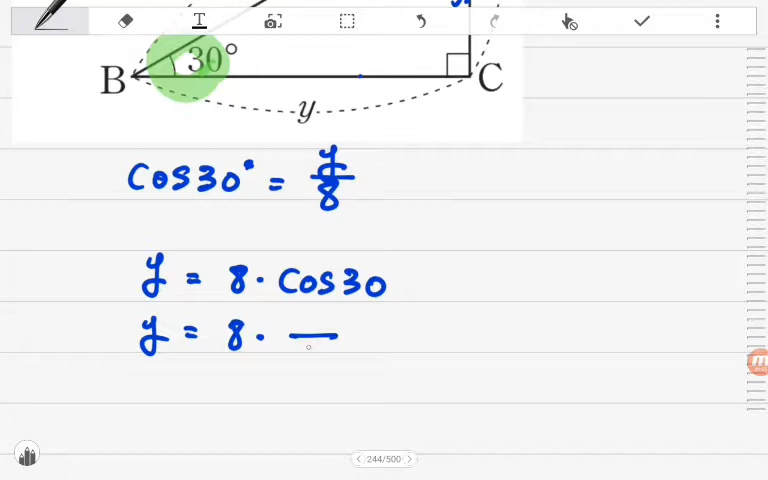 T
30°
B
C
y
cos30° = y/8
y = 8 · cos30
y = 8 · —
244/500